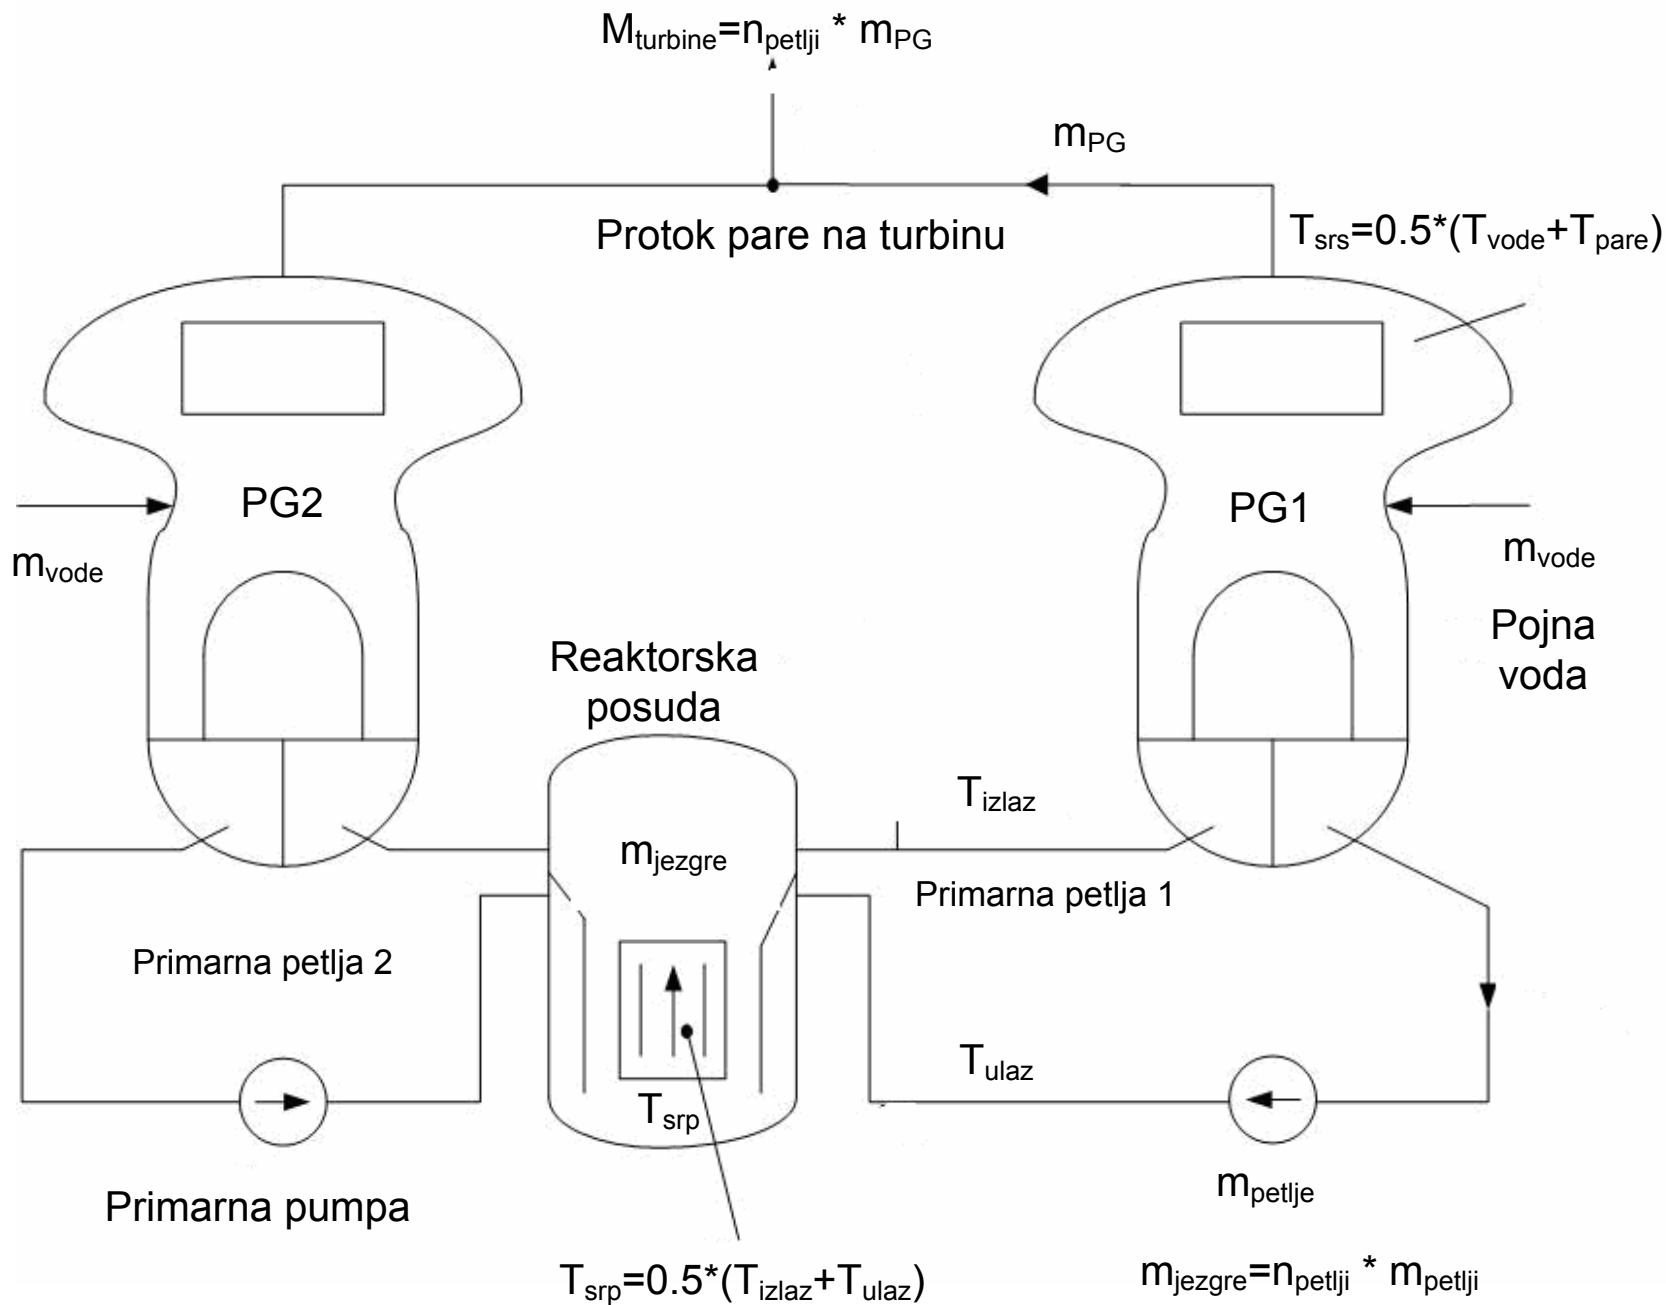 M_turbine=n_petlji * m_PG
m_PG
Protok pare na turbinu
T_srs=0.5*(T_vode+T_pare)
PG2
PG1
m_vode
m_vode
Pojna
voda
Reaktorska
posuda
T_izlaz
m_jezgre
Primarna petlja 1
Primarna petlja 2
T_ulaz
T_srp
m_petlje
Primarna pumpa
T_srp=0.5*(T_izlaz+T_ulaz)
m_jezgre=n_petlji * m_petlji